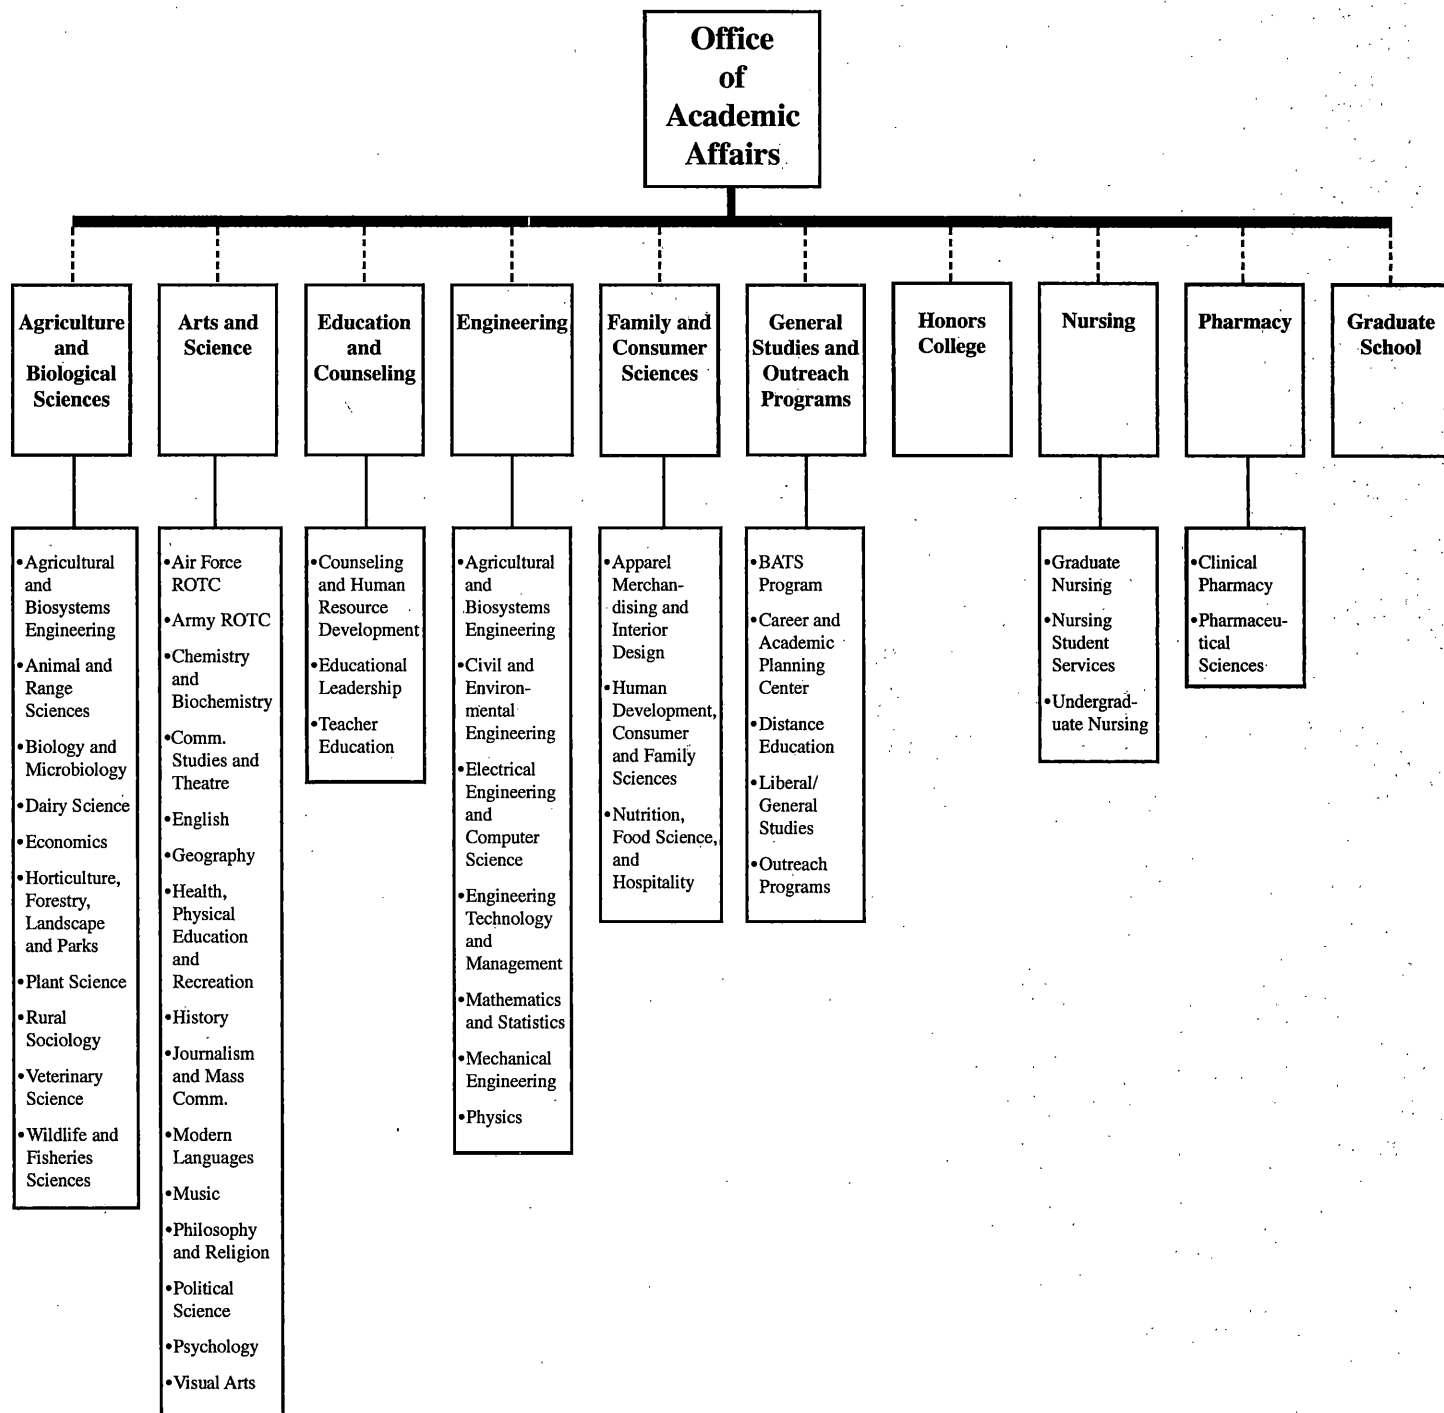 Office
of
Academic
Affairs
Agriculture
and
Biological
Sciences
Arts and
Science
Education
and
Counseling
Engineering
Family and
Consumer
Sciences
General
Studies and
Outreach
Programs
Honors
College
Nursing
Pharmacy
Graduate
School
•Agricultural
and
Biosystems
Engineering
•Animal and
Range
Sciences
•Biology and
Microbiology
•Dairy Science
•Economics
•Horticulture,
Forestry,
Landscape
and Parks
•Plant Science
•Rural
Sociology
•Veterinary
Science
•Wildlife and
Fisheries
Sciences
•Air Force
ROTC
•Army ROTC
•Chemistry
and
Biochemistry
•Comm.
Studies and
Theatre
•English
•Geography
•Health,
Physical
Education
and
Recreation
•History
•Journalism
and Mass
Comm.
•Modern
Languages
•Music
•Philosophy
and Religion
•Political
Science
•Psychology
•Visual Arts
•Counseling
and Human
Resource
Development
•Educational
Leadership
•Teacher
Education
•Agricultural
and
Biosystems
Engineering
•Civil and
Environ-
mental
Engineering
•Electrical
Engineering
and
Computer
Science
•Engineering
Technology
and
Management
•Mathematics
and Statistics
•Mechanical
Engineering
•Physics
•Apparel
Merchan-
dising and
Interior
Design
•Human
Development,
Consumer
and Family
Sciences
•Nutrition,
Food Science,
and
Hospitality
•BATS
Program
•Career and
Academic
Planning
Center
•Distance
Education
•Liberal/
General
Studies
•Outreach
Programs
•Graduate
Nursing
•Nursing
Student
Services
•Undergrad-
uate Nursing
•Clinical
Pharmacy
•Pharmaceu-
tical
Sciences